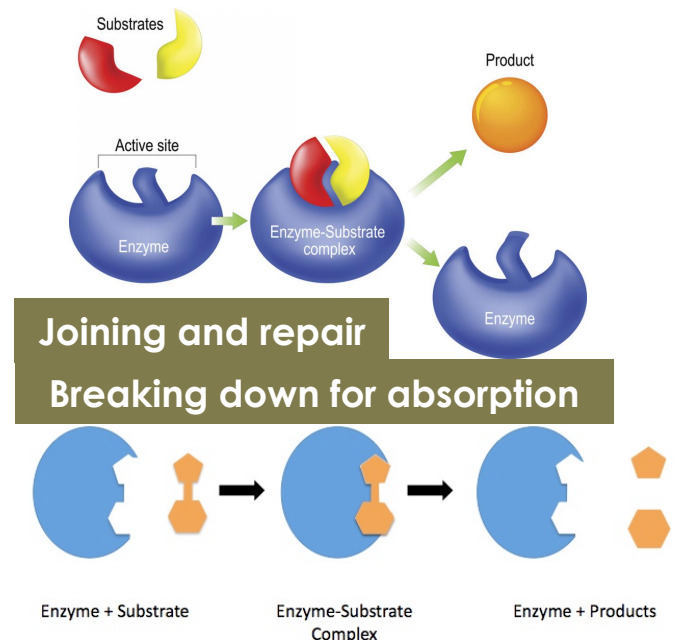 Substrates
Product
Active site
Enzyme
Enzyme-Substrate
complex
Enzyme
Joining and repair
Breaking down for absorption
Enzyme + Substrate
Enzyme-Substrate
Complex
Enzyme + Products